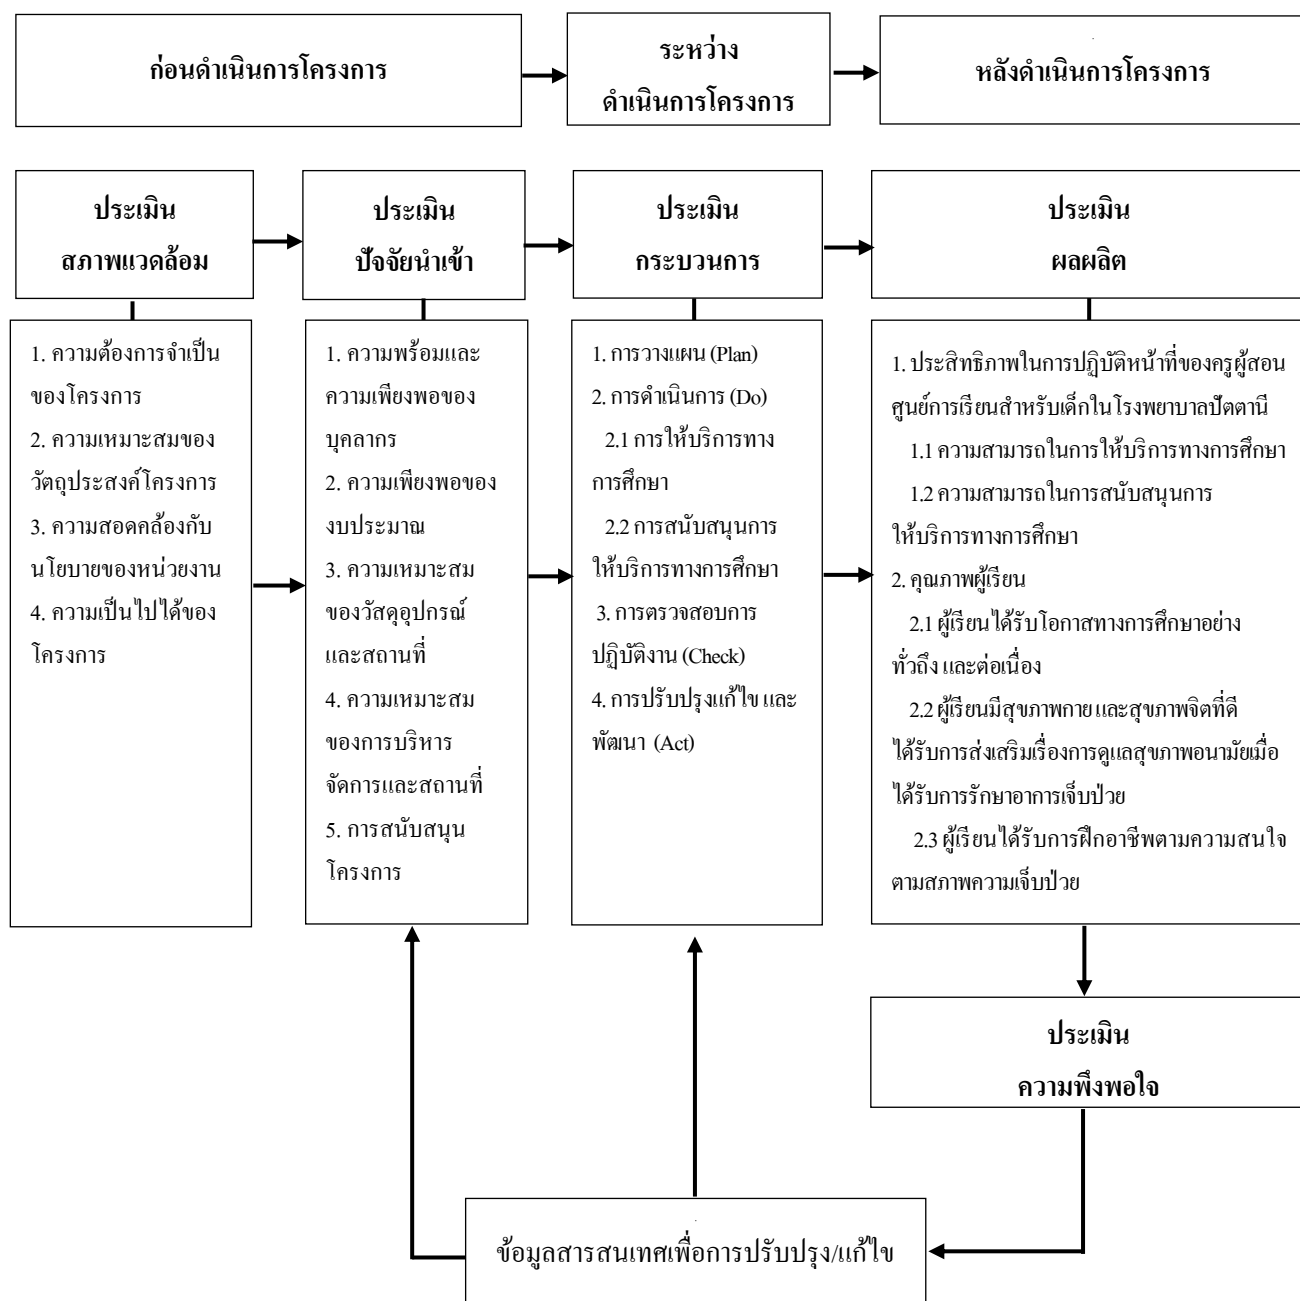 ก่อนดำเนินการโครงการ
ระหว่าง
ดำเนินการโครงการ
หลังดำเนินการโครงการ
ประเมิน
สภาพแวดล้อม
ประเมิน
ปัจจัยนำเข้า
ประเมิน
กระบวนการ
ประเมิน
ผลผลิต
1. ความต้องการจำเป็น
ของโครงการ
2. ความเหมาะสมของ
วัตถุประสงค์โครงการ
3. ความสอดคล้องกับ
นโยบายของหน่วยงาน
4. ความเป็นไปได้ของ
โครงการ
1. ความพร้อมและ
ความเพียงพอของ
บุคลากร
2. ความเพียงพอของ
งบประมาณ
3. ความเหมาะสม
ของวัสดุอุปกรณ์
และสถานที่
4. ความเหมาะสม
ของการบริหาร
จัดการและสถานที่
5. การสนับสนุน
โครงการ
1. การวางแผน (Plan)
2. การดำเนินการ (Do)
2.1 การให้บริการทาง
การศึกษา
2.2 การสนับสนุนการ
ให้บริการทางการศึกษา
3. การตรวจสอบการ
ปฏิบัติงาน (Check)
4. การปรับปรุงแก้ไข และ
พัฒนา (Act)
1. ประสิทธิภาพในการปฏิบัติหน้าที่ของครูผู้สอน
ศูนย์การเรียนสำหรับเด็กในโรงพยาบาลปัตตานี
1.1 ความสามารถในการให้บริการทางการศึกษา
1.2 ความสามารถในการสนับสนุนการ
ให้บริการทางการศึกษา
2. คุณภาพผู้เรียน
2.1 ผู้เรียนได้รับโอกาสทางการศึกษาอย่าง
ทั่วถึง และต่อเนื่อง
2.2 ผู้เรียนมีสุขภาพกาย และสุขภาพจิตที่ดี
ได้รับการส่งเสริมเรื่องการดูแลสุขภาพอนามัยเมื่อ
ได้รับการรักษาอาการเจ็บป่วย
2.3 ผู้เรียนได้รับการฝึกอาชีพตามความสนใจ
ตามสภาพความเจ็บป่วย
ประเมิน
ความพึงพอใจ
ข้อมูลสารสนเทศเพื่อการปรับปรุง/แก้ไข